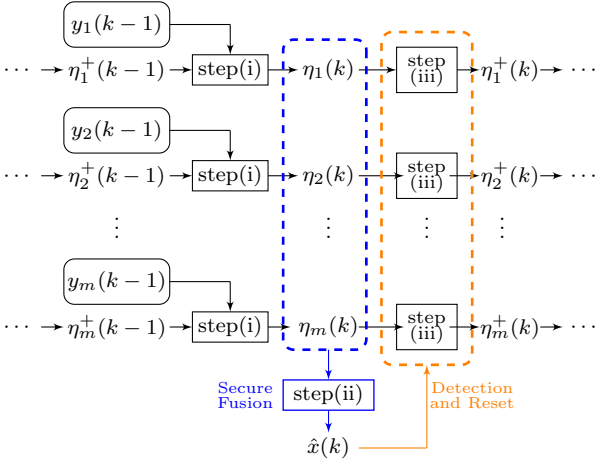 y₁(k − 1)
··· η₁⁺(k−1) step(i) η₁(k) step (iii) η₁⁺(k) ···
y₂(k − 1)
··· η₂⁺(k−1) step(i) η₂(k) step (iii) η₂⁺(k) ···
⋮ ⋮ ⋮ ⋮
yₘ(k − 1)
··· ηₘ⁺(k−1) step(i) ηₘ(k) step (iii) ηₘ⁺(k) ···
Secure
Fusion
step(ii)
Detection
and Reset
x̂(k)